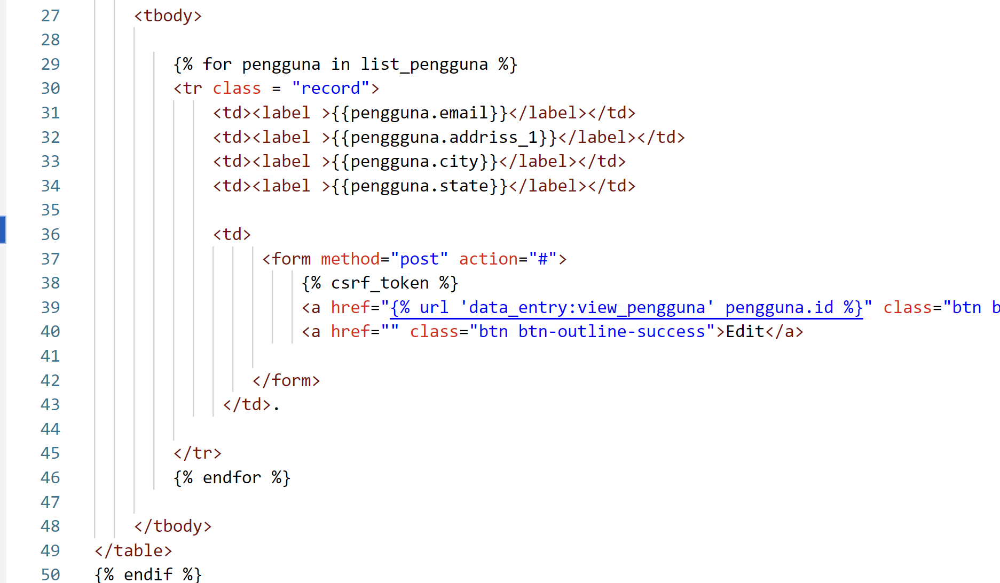 27 <tbody>
28
29 {% for pengguna in list_pengguna %}
30 <tr class = "record">
31 <td><label >{{pengguna.email}}</label></td>
32 <td><label >{{penggguna.addriss_1}}</label></td>
33 <td><label >{{pengguna.city}}</label></td>
34 <td><label >{{pengguna.state}}</label></td>
35
36 <td>
37 <form method="post" action="#">
38 {% csrf_token %}
39 <a href="{% url 'data_entry:view_pengguna' pengguna.id %}" class="btn b
40 <a href="" class="btn btn-outline-success">Edit</a>
41
42 </form>
43 </td>.
44
45 </tr>
46 {% endfor %}
47
48 </tbody>
49 </table>
50 {% endif %}